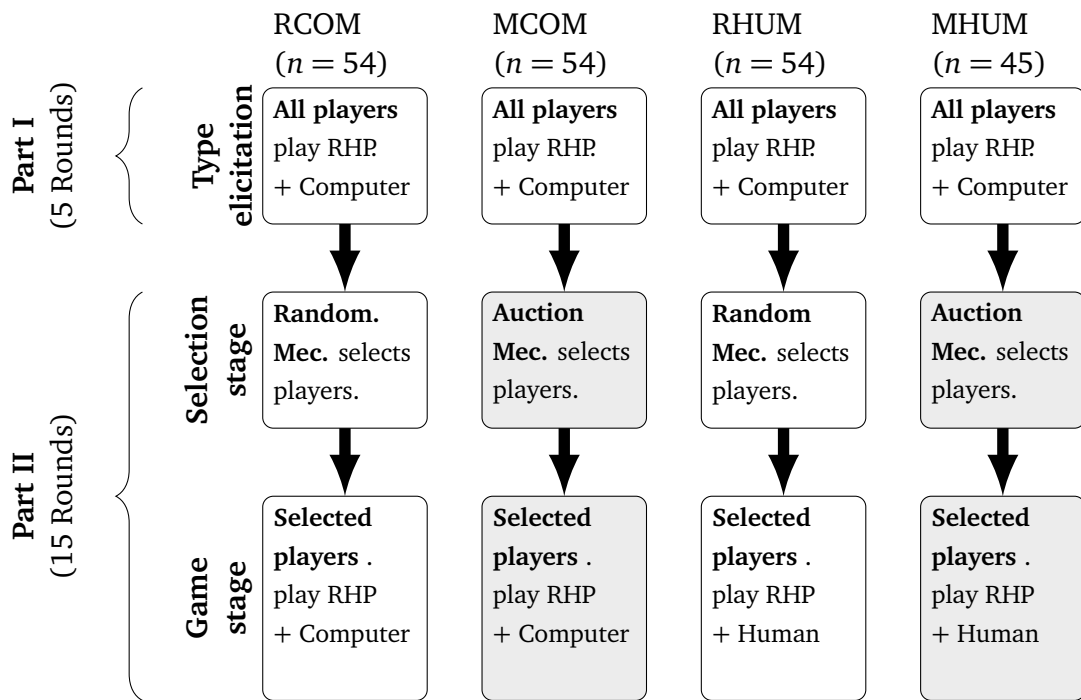 RCOM
(n = 54)
MCOM
(n = 54)
RHUM
(n = 54)
MHUM
(n = 45)
Part I
(5 Rounds)
Type
elicitation
All players
play RHP.
+ Computer
All players
play RHP.
+ Computer
All players
play RHP.
+ Computer
All players
play RHP.
+ Computer
Part II
(15 Rounds)
Selection
stage
Random.
Mec. selects
players.
Auction
Mec. selects
players.
Random
Mec. selects
players.
Auction
Mec. selects
players.
Game
stage
Selected
players .
play RHP
+ Computer
Selected
players .
play RHP
+ Computer
Selected
players .
play RHP
+ Human
Selected
players .
play RHP
+ Human